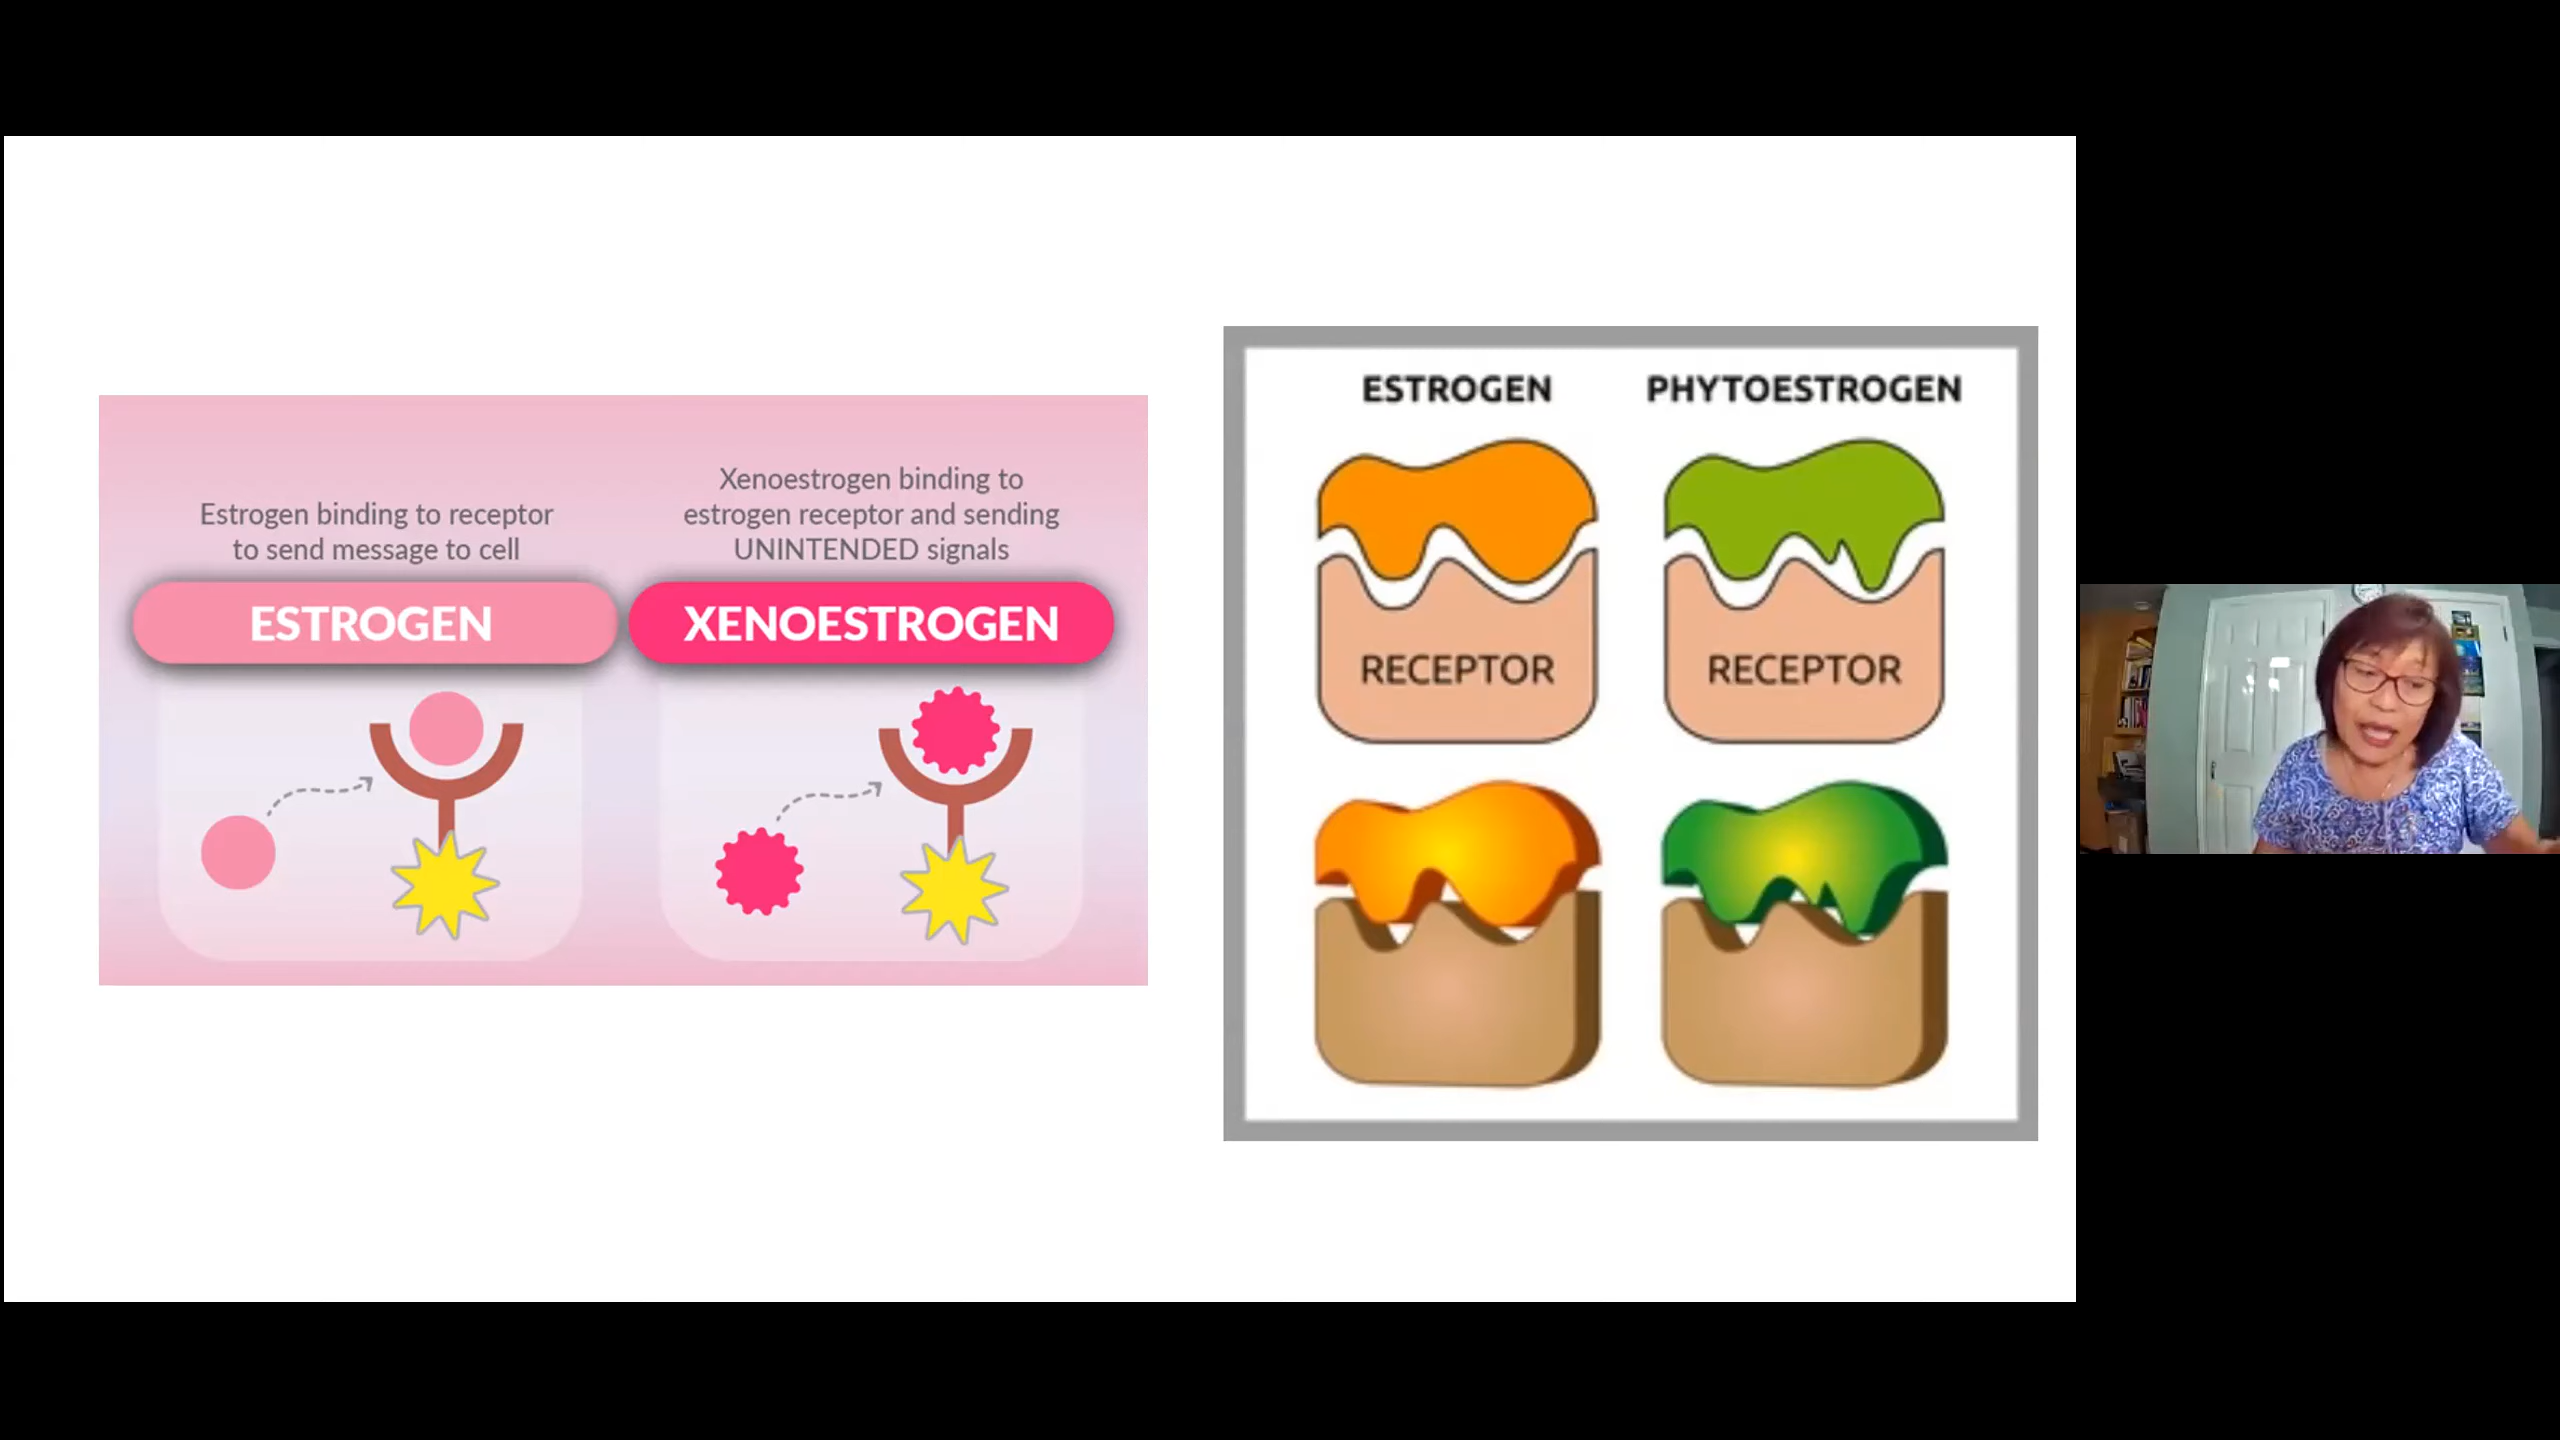 Estrogen binding to receptor
to send message to cell
ESTROGEN
Xenoestrogen binding to
estrogen receptor and sending
UNINTENDED signals
XENOESTROGEN
ESTROGEN
PHYTOESTROGEN
RECEPTOR
RECEPTOR